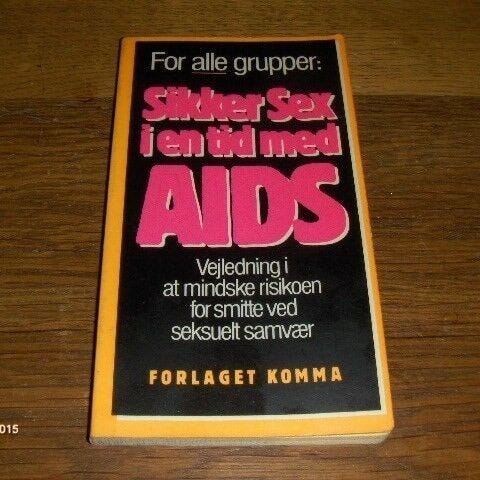 For alle grupper:
Sikker Sex
i en tid med
AIDS
Vejledning i
at mindske risikoen
for smitte ved
seksuelt samvær
FORLAGET KOMMA
2015